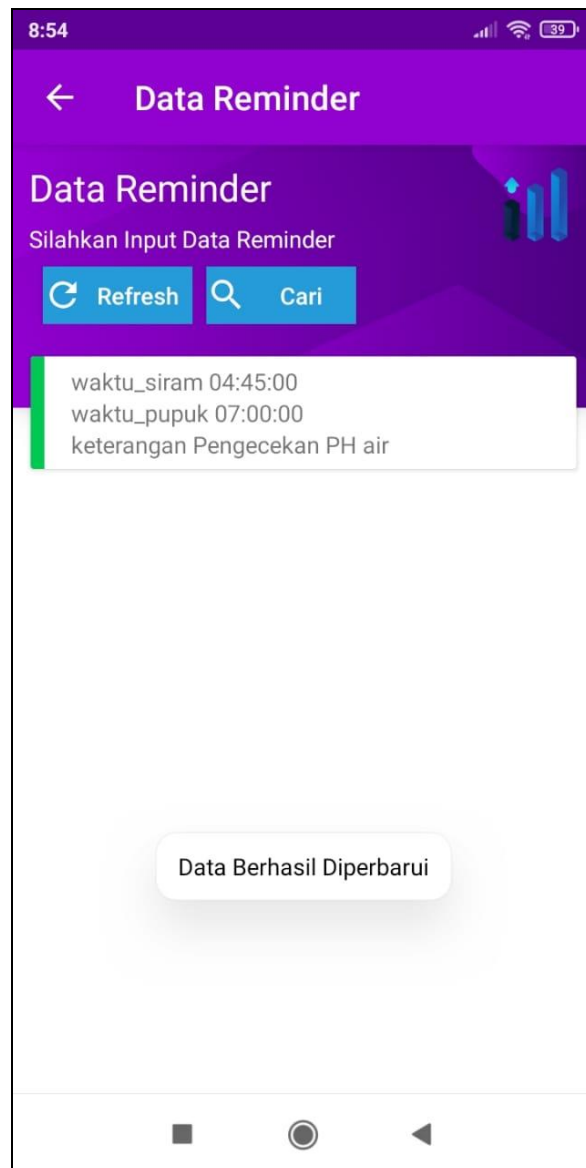 8:54
39
Data Reminder
Data Reminder
Silahkan Input Data Reminder
Refresh
Cari
waktu_siram 04:45:00
waktu_pupuk 07:00:00
keterangan Pengecekan PH air
Data Berhasil Diperbarui